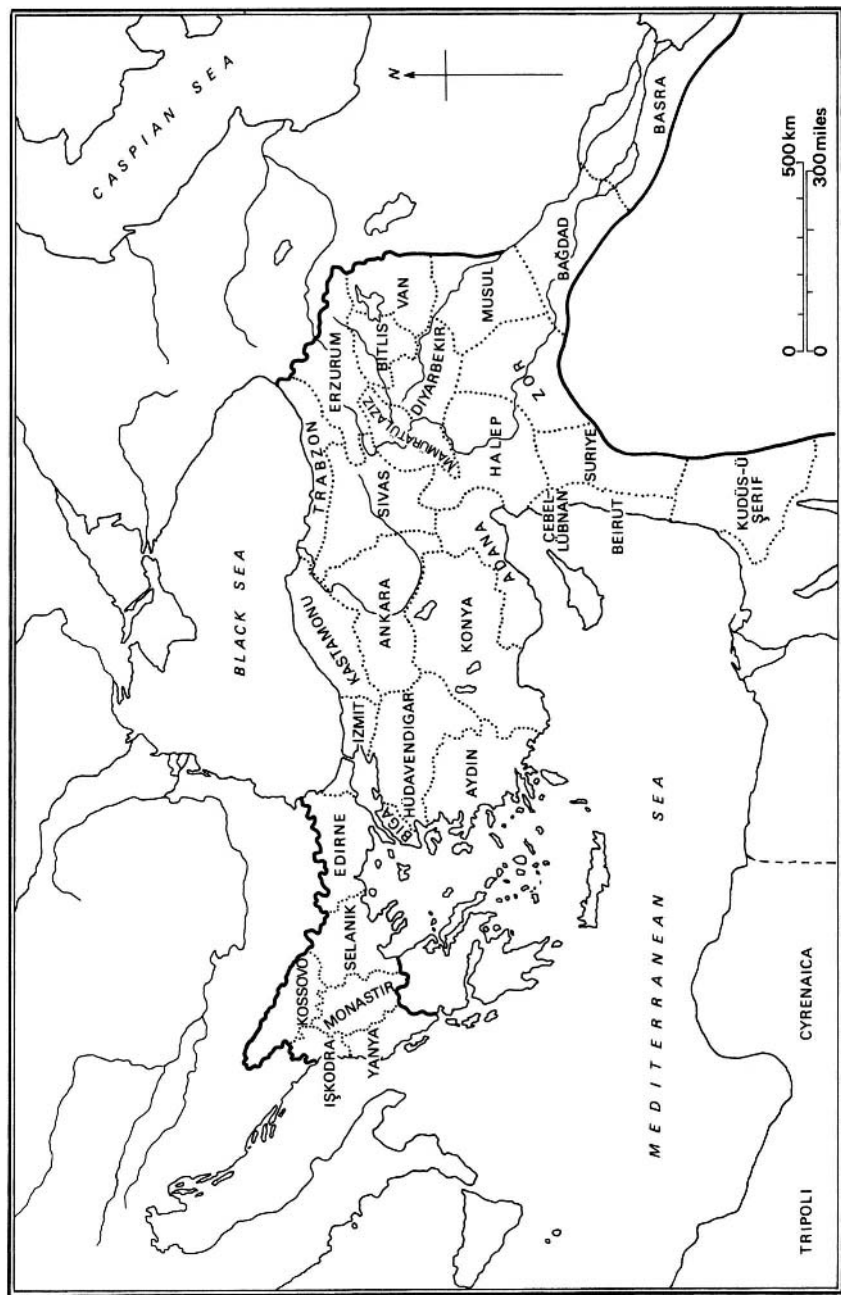 CASPIAN SEA
N
BLACK SEA
MEDITERRANEAN SEA
IŞKODRA
KOSSOVO
MONASTIR
YANYA
SELANIK
EDIRNE
BIGA
IZMIT
HÜDAVENDIGAR
AYDIN
KASTAMONU
ANKARA
KONYA
TRABZON
SIVAS
ADANA
ERZURUM
MAMURATÜLAZIZ
BITLIS
VAN
DIYARBEKIR
HALEP
MUSUL
ZOR
ÇEBEL-
LÜBNAN
BEIRUT
SURIYE
KUDÜS-Ü
ŞERIF
BAĞDAD
BASRA
TRIPOLI
CYRENAICA
0 500 km
0 300 miles